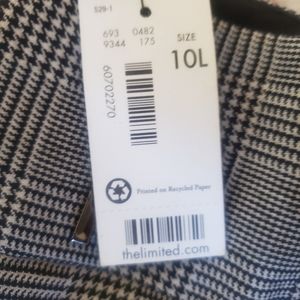 529-1
693 0482
9344 175
SIZE
10L
60702270
Printed on Recycled Paper
thelimited.com